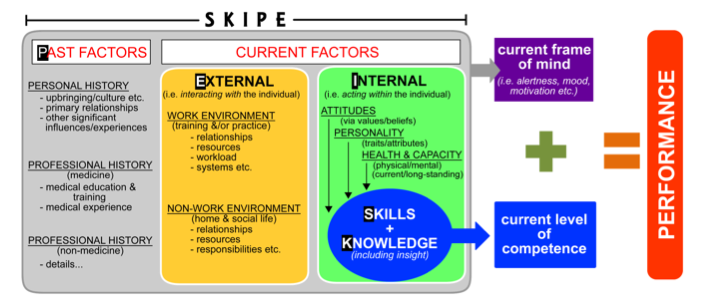 SKIPE
PAST FACTORS
PERSONAL HISTORY
- upbringing/culture etc.
- primary relationships
- other significant
influences/experiences
PROFESSIONAL HISTORY
(medicine)
- medical education &
training
- medical experience
PROFESSIONAL HISTORY
(non-medicine)
- details...
CURRENT FACTORS
EXTERNAL
(i.e. interacting with the individual)
WORK ENVIRONMENT
(training &/or practice)
- relationships
- resources
- workload
- systems etc.
NON-WORK ENVIRONMENT
(home & social life)
- relationships
- resources
- responsibilities etc.
INTERNAL
(i.e. acting within the individual)
ATTITUDES
(via values/beliefs)
PERSONALITY
(traits/attributes)
HEALTH & CAPACITY
(physical/mental)
(current/long-standing)
SKILLS
+
KNOWLEDGE
(including insight)
current frame
of mind
(i.e. alertness, mood,
motivation etc.)
+
current level
of
competence
=
PERFORMANCE